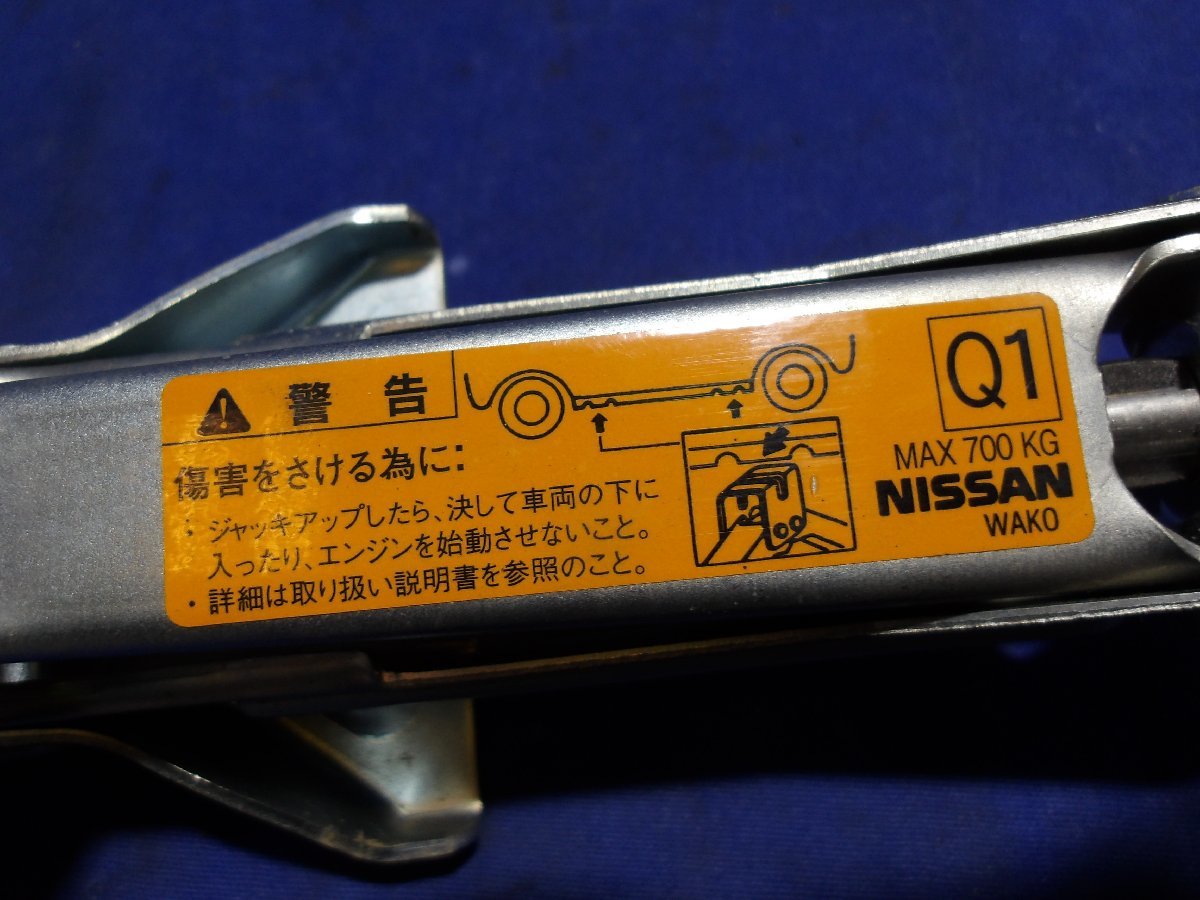 警告
傷害をさける為に:
・ジャッキアップしたら、決して車両の下に
入ったり、エンジンを始動させないこと。
・詳細は取り扱い説明書を参照のこと。
Q1
MAX 700 KG
NISSAN
WAKO